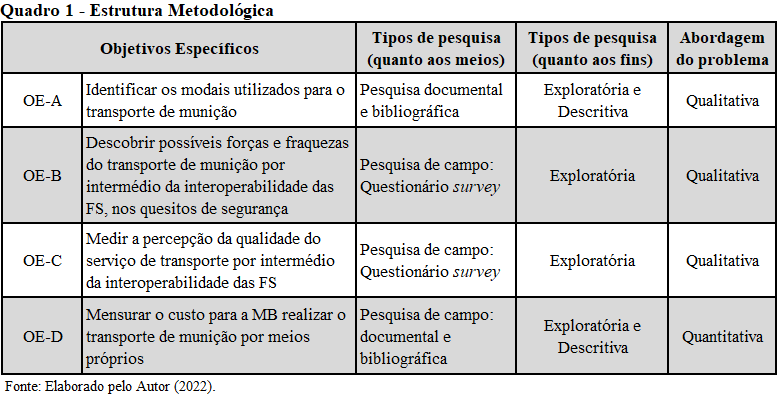 Quadro 1 - Estrutura Metodológica
Objetivos Específicos
Tipos de pesquisa
(quanto aos meios)
Tipos de pesquisa
(quanto aos fins)
Abordagem
do problema
OE-A
Identificar os modais utilizados para o
transporte de munição
Pesquisa documental
e bibliográfica
Exploratória e
Descritiva
Qualitativa
OE-B
Descobrir possíveis forças e fraquezas
do transporte de munição por
intermédio da interoperabilidade das
FS, nos quesitos de segurança
Pesquisa de campo:
Questionário survey
Exploratória
Qualitativa
OE-C
Medir a percepção da qualidade do
serviço de transporte por intermédio
da interoperabilidade das FS
Pesquisa de campo:
Questionário survey
Exploratória
Qualitativa
OE-D
Mensurar o custo para a MB realizar o
transporte de munição por meios
próprios
Pesquisa de campo:
documental e
bibliográfica
Exploratória e
Descritiva
Quantitativa
Fonte: Elaborado pelo Autor (2022).